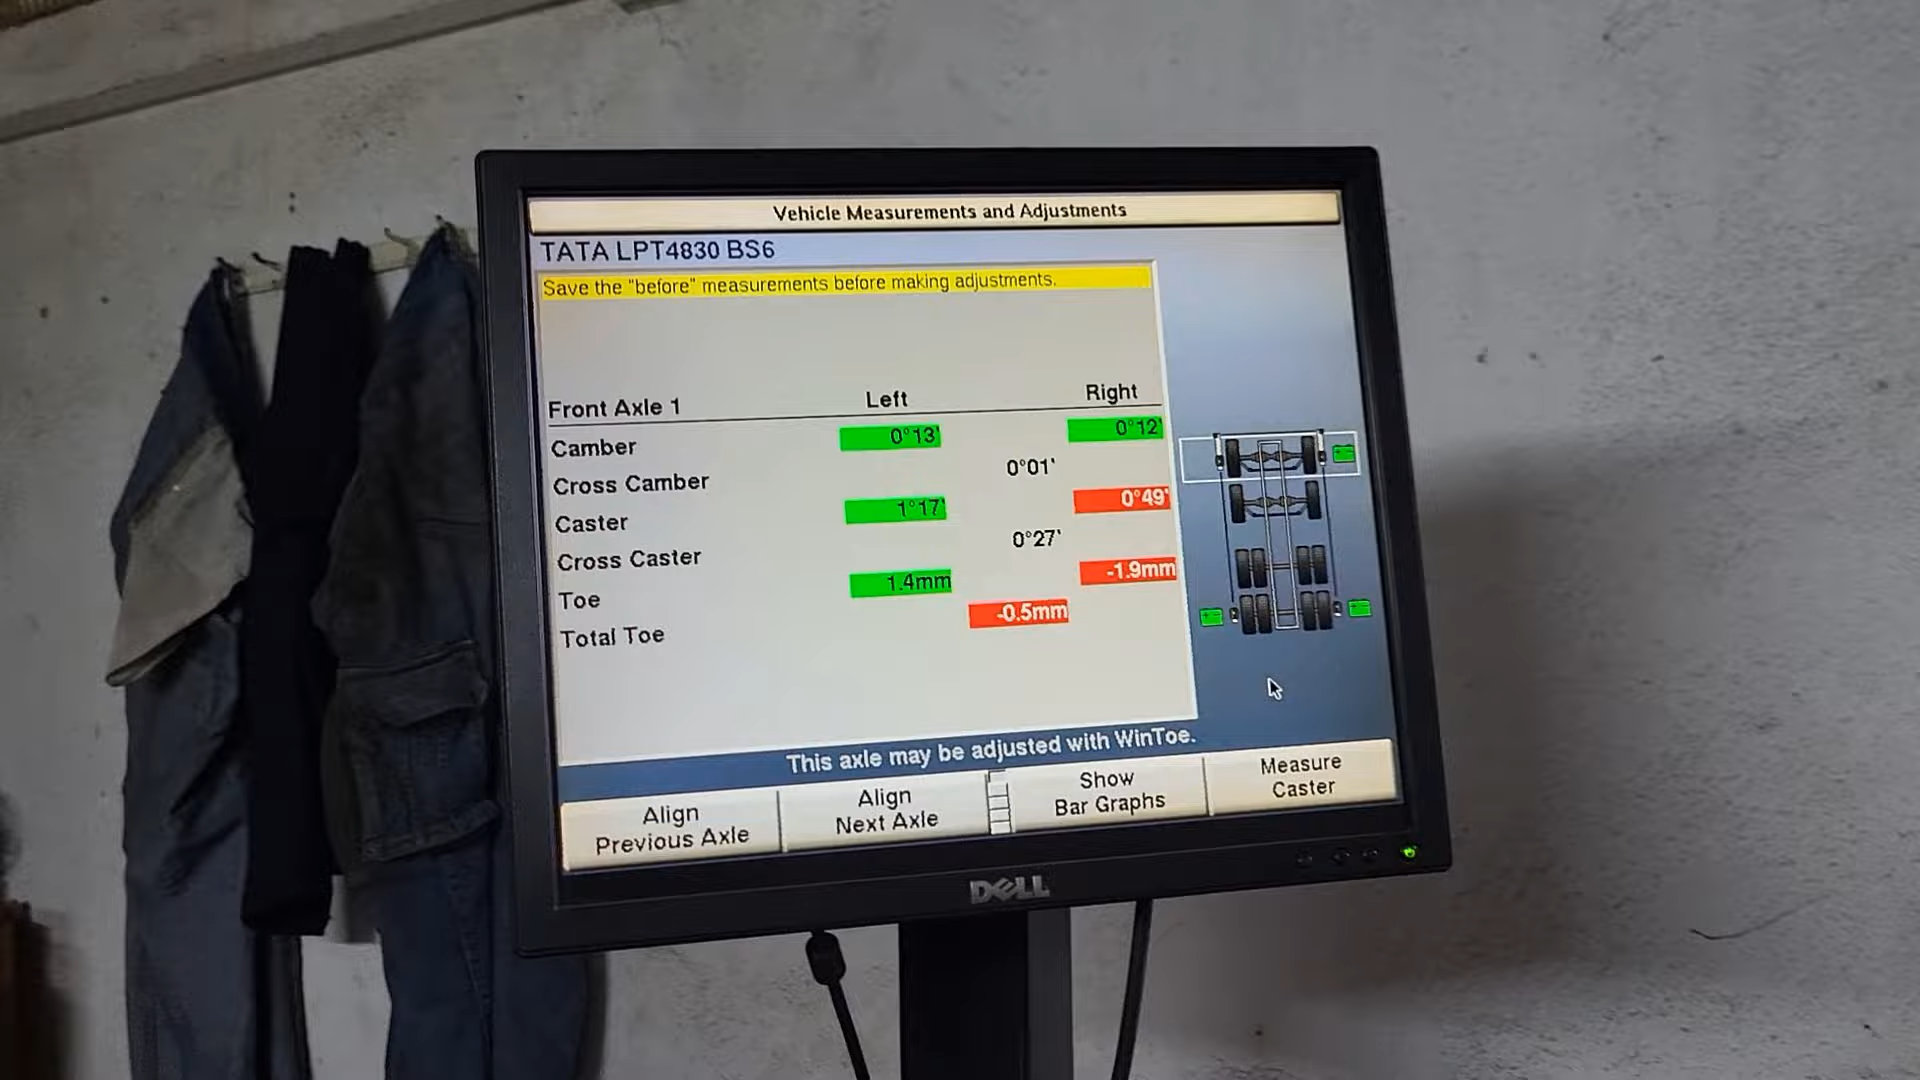 Vehicle Measurements and Adjustments
TATA LPT4830 BS6
Save the "before" measurements before making adjustments.
Front Axle 1 Left Right
Camber 0°13' 0°12'
Cross Camber 0°01'
Caster 1°17' 0°49'
Cross Caster 0°27'
Toe 1.4mm -1.9mm
Total Toe -0.5mm
This axle may be adjusted with WinToe.
Align
Previous Axle
Align
Next Axle
Show
Bar Graphs
Measure
Caster
DELL